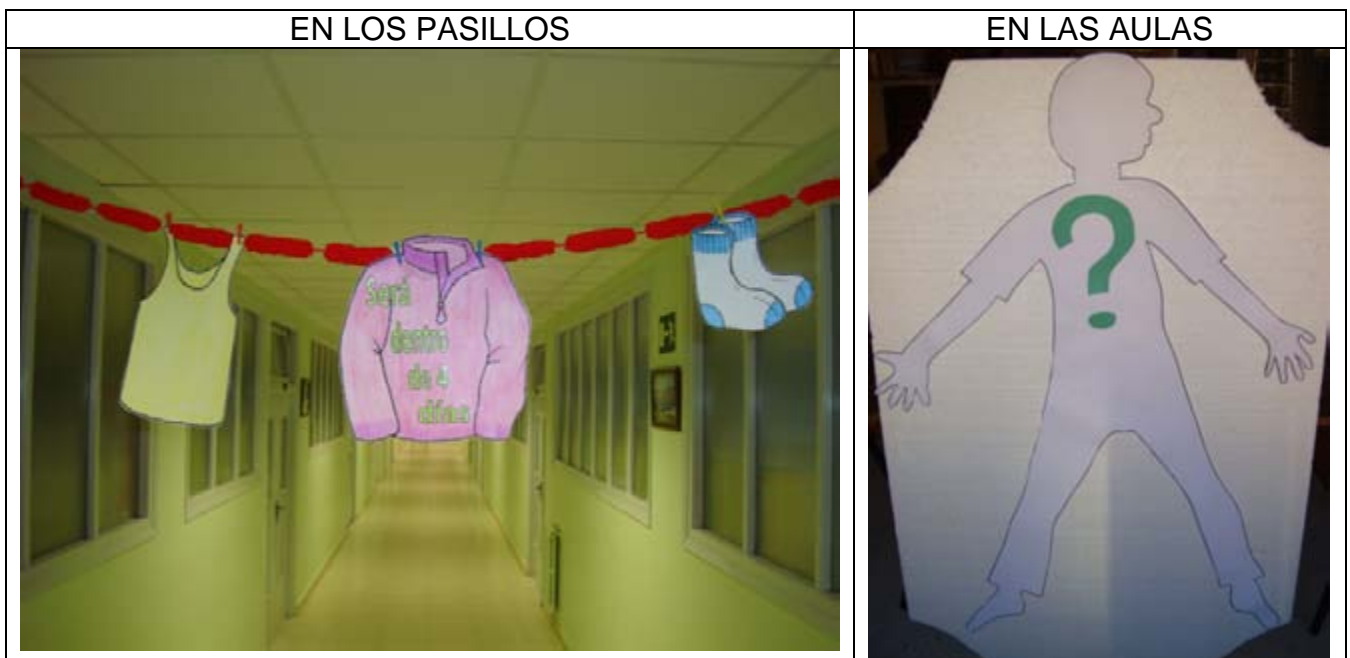 EN LOS PASILLOS
EN LAS AULAS
Será
dentro
de 4
días
?